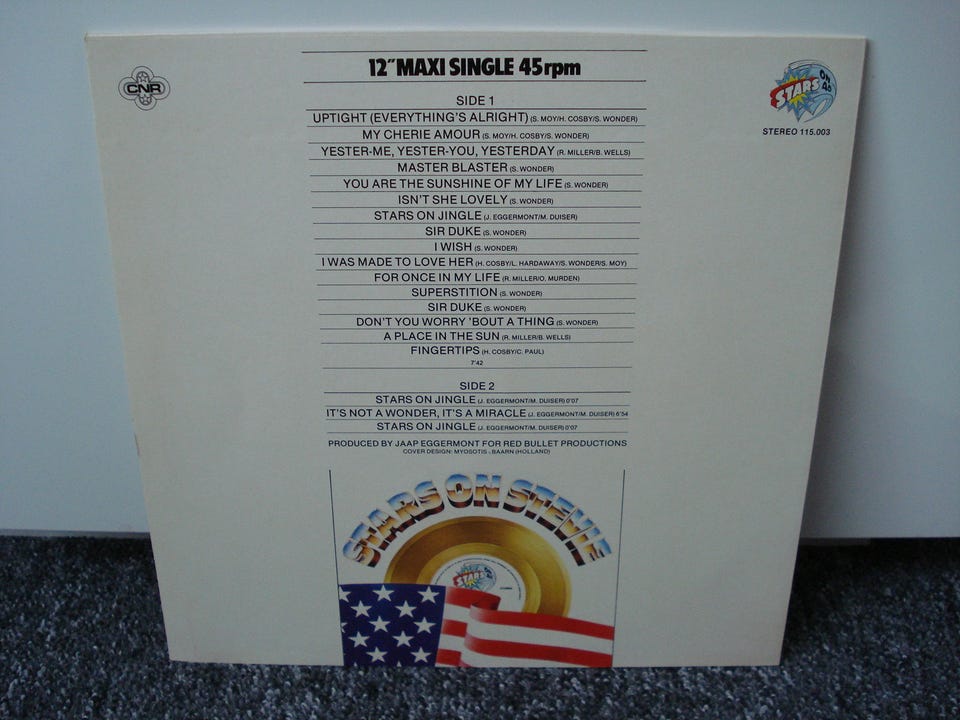 CNR
12" MAXI SINGLE 45rpm
STARS ON 45
STEREO 115.003
SIDE 1
UPTIGHT (EVERYTHING'S ALRIGHT) (S. MOY/H. COSBY/S. WONDER)
MY CHERIE AMOUR (S. MOY/H. COSBY/S. WONDER)
YESTER-ME, YESTER-YOU, YESTERDAY (R. MILLER/B. WELLS)
MASTER BLASTER (S. WONDER)
YOU ARE THE SUNSHINE OF MY LIFE (S. WONDER)
ISN'T SHE LOVELY (S. WONDER)
STARS ON JINGLE (J. EGGERMONT/M. DUISER)
SIR DUKE (S. WONDER)
I WISH (S. WONDER)
I WAS MADE TO LOVE HER (H. COSBY/L. HARDAWAY/S. WONDER/S. MOY)
FOR ONCE IN MY LIFE (R. MILLER/O. MURDEN)
SUPERSTITION (S. WONDER)
SIR DUKE (S. WONDER)
DON'T YOU WORRY 'BOUT A THING (S. WONDER)
A PLACE IN THE SUN (R. MILLER/B. WELLS)
FINGERTIPS (H. COSBY/C. PAUL)
7'42
SIDE 2
STARS ON JINGLE (J. EGGERMONT/M. DUISER) 0'07
IT'S NOT A WONDER, IT'S A MIRACLE (J. EGGERMONT/M. DUISER) 6'54
STARS ON JINGLE (J. EGGERMONT/M. DUISER) 0'07
PRODUCED BY JAAP EGGERMONT FOR RED BULLET PRODUCTIONS
COVER DESIGN: MYOSOTIS - BAARN (HOLLAND)
STARS ON STEVIE
STARS ON